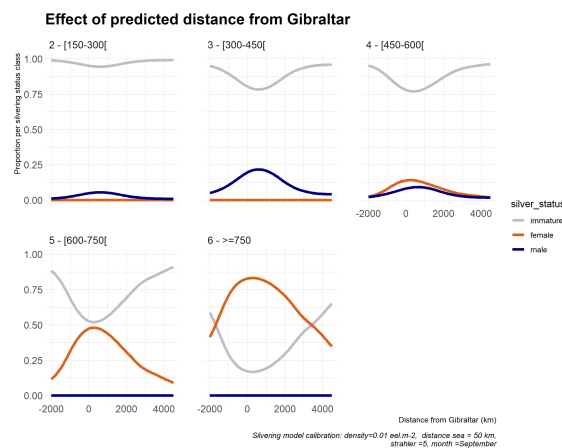 Effect of predicted distance from Gibraltar
2 - [150-300[
3 - [300-450[
4 - [450-600[
Proportion per silvering status class
1.00
0.75
0.50
0.25
0.00
-2000 0 2000 4000
silver_status
immature
female
male
5 - [600-750[
6 - >=750
1.00
0.75
0.50
0.25
0.00
-2000 0 2000 4000
-2000 0 2000 4000
Distance from Gibraltar (km)
Silvering model calibration: density=0.01 eel.m-2, distance sea = 50 km,
strahler =5, month =September